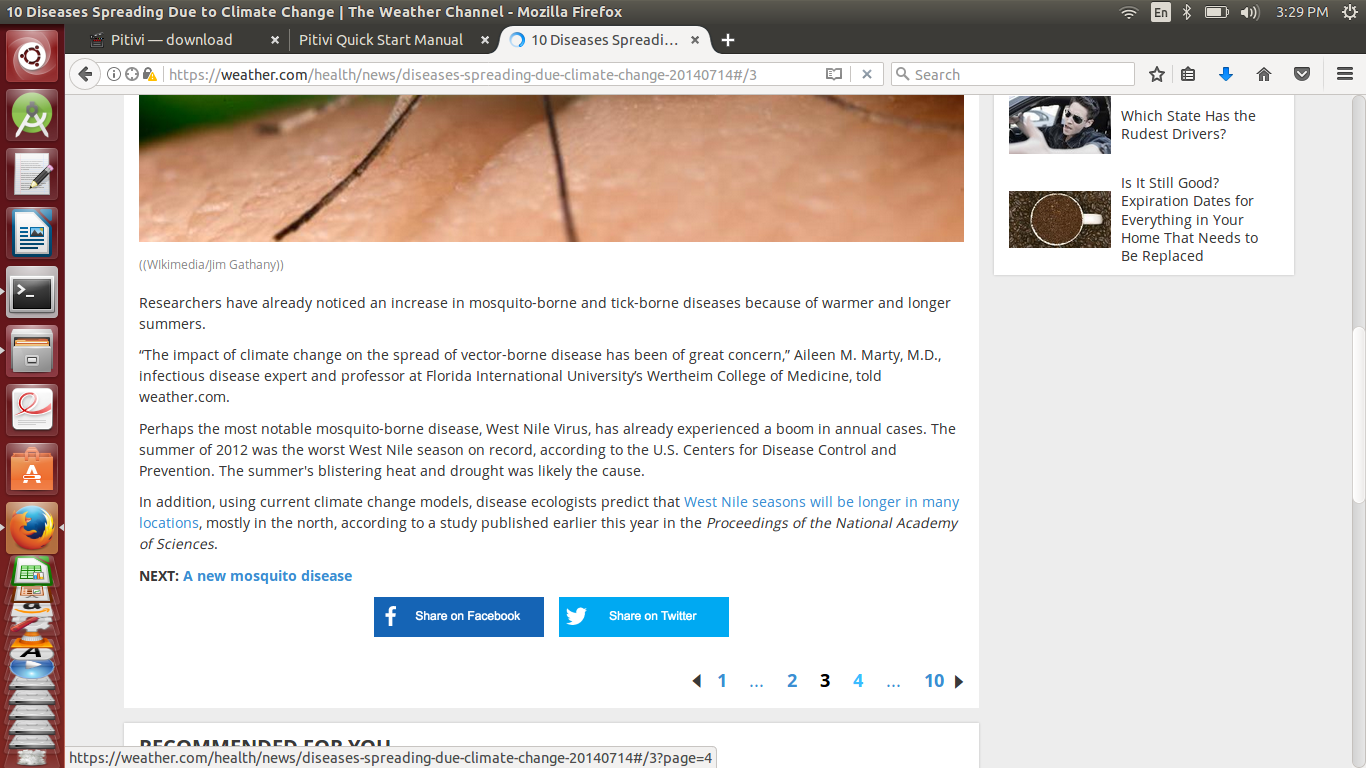 10 Diseases Spreading Due to Climate Change | The Weather Channel - Mozilla Firefox
En
3:29 PM
Pitivi — download
Pitivi Quick Start Manual
10 Diseases Spreadi...
https://weather.com/health/news/diseases-spreading-due-climate-change-20140714#/3
Search
Which State Has the
Rudest Drivers?
Is It Still Good?
Expiration Dates for
Everything in Your
Home That Needs to
Be Replaced
((WIkimedia/Jim Gathany))
Researchers have already noticed an increase in mosquito-borne and tick-borne diseases because of warmer and longer
summers.
“The impact of climate change on the spread of vector-borne disease has been of great concern,” Aileen M. Marty, M.D.,
infectious disease expert and professor at Florida International University’s Wertheim College of Medicine, told
weather.com.
Perhaps the most notable mosquito-borne disease, West Nile Virus, has already experienced a boom in annual cases. The
summer of 2012 was the worst West Nile season on record, according to the U.S. Centers for Disease Control and
Prevention. The summer's blistering heat and drought was likely the cause.
In addition, using current climate change models, disease ecologists predict that West Nile seasons will be longer in many
locations, mostly in the north, according to a study published earlier this year in the Proceedings of the National Academy
of Sciences.
NEXT: A new mosquito disease
Share on Facebook
Share on Twitter
1 ... 2 3 4 ... 10
RECOMMENDED FOR YOU
https://weather.com/health/news/diseases-spreading-due-climate-change-20140714#/3?page=4